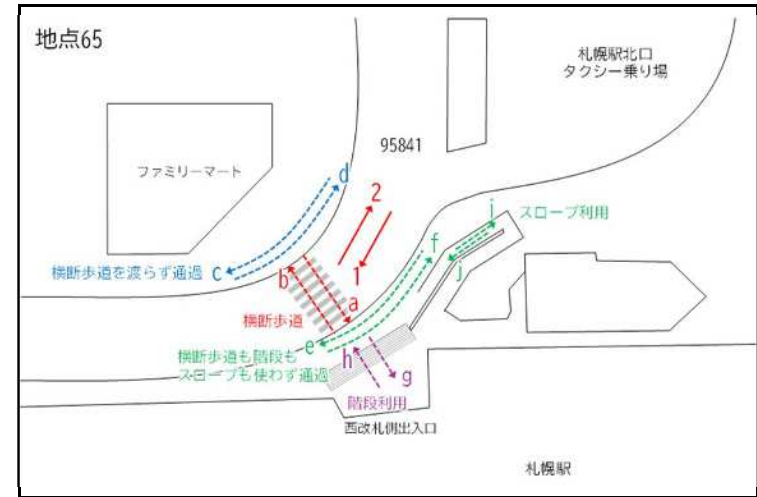 地点65
札幌駅北口
タクシー乗り場
95841
ファミリーマート
d
2
i
スロープ利用
f
横断歩道を渡らず通過
c
b
1
j
a
横断歩道
e
横断歩道も階段も
スロープも使わず通過
h
g
階段利用
西改札側出入口
札幌駅